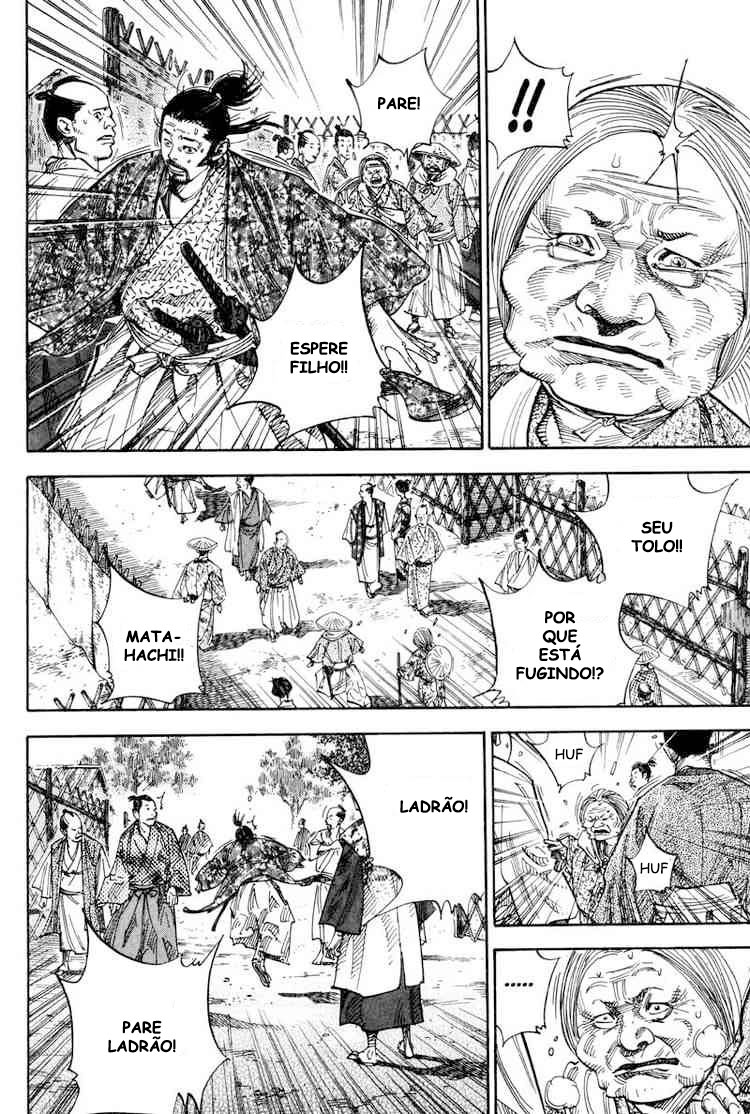 !!
PARE!
ESPERE
FILHO!!
SEU
TOLO!!
POR
QUE
ESTÁ
FUGINDO!?
MATA-
HACHI!!
HUF
HUF
......
LADRÃO!
PARE
LADRÃO!